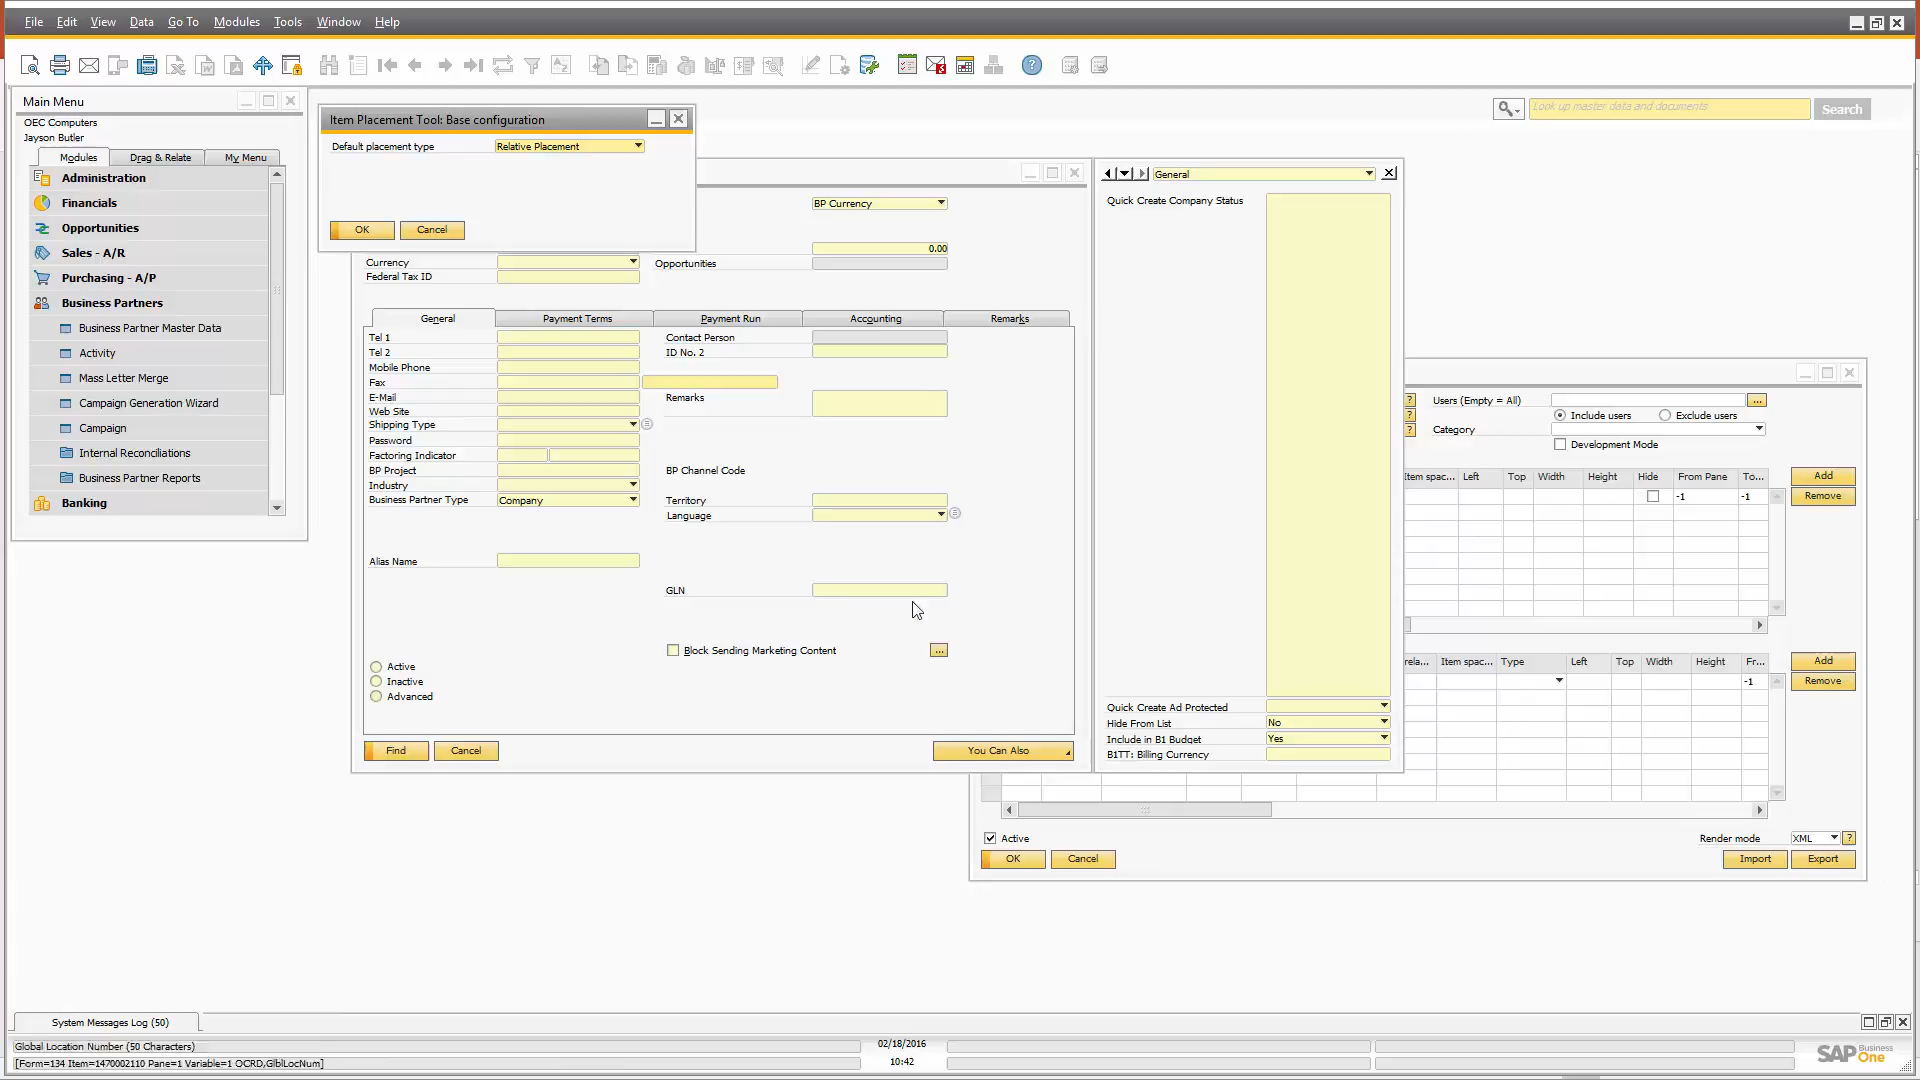 File Edit View Data Go To Modules Tools Window Help
Look up master data and documents
Search
Main Menu
OEC Computers
Jayson Butler
Modules Drag & Relate My Menu
Administration
Financials
Opportunities
Sales - A/R
Purchasing - A/P
Business Partners
Business Partner Master Data
Activity
Mass Letter Merge
Campaign Generation Wizard
Campaign
Internal Reconciliations
Business Partner Reports
Banking
Item Placement Tool: Base configuration
Default placement type Relative Placement
OK Cancel
BP Currency
0.00
Currency Opportunities
Federal Tax ID
General Payment Terms Payment Run Accounting Remarks
Tel 1 Contact Person
Tel 2 ID No. 2
Mobile Phone
Fax
E-Mail Remarks
Web Site
Shipping Type
Password
Factoring Indicator
BP Project BP Channel Code
Industry
Business Partner Type Company Territory
Language
Alias Name
GLN
Block Sending Marketing Content ...
Active
Inactive
Advanced
Find Cancel You Can Also
General
Quick Create Company Status
Quick Create Ad Protected
Hide From List No
Include in B1 Budget Yes
B1TT: Billing Currency
? Users (Empty = All) ...
? Include users Exclude users
? Category
Development Mode
Item spac... Left Top Width Height Hide From Pane To... Add
-1 -1 Remove
rela... Item spac... Type Left Top Width Height Fr... Add
-1 Remove
Active Render mode XML ?
OK Cancel Import Export
System Messages Log (50)
Global Location Number (50 Characters) 02/18/2016
[Form=134 Item=1470002110 Pane=1 Variable=1 OCRD,GlblLocNum] 10:42
SAP Business One